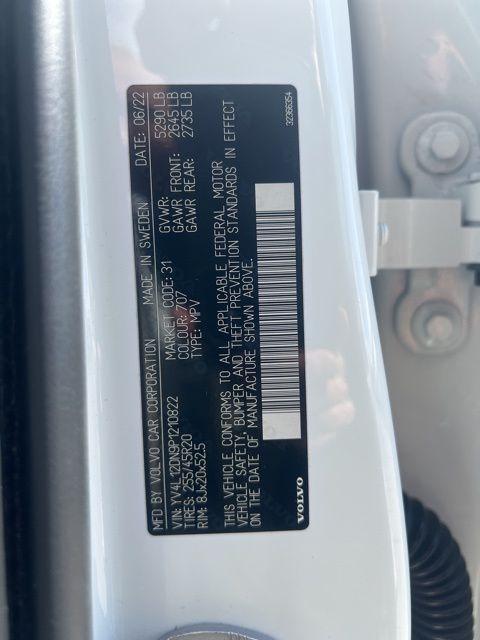 MFD BY VOLVO CAR CORPORATION MADE IN SWEDEN DATE: 06/22
VIN: YV4L12DN9P1210822 MARKET CODE: 31 GVWR: 5290 LB
TIRES: 255/45R20 COLOUR: 707 GAWR FRONT: 2645 LB
RIM: 8Jx20x52.5 TYPE: MPV GAWR REAR: 2735 LB
THIS VEHICLE CONFORMS TO ALL APPLICABLE FEDERAL MOTOR
VEHICLE SAFETY, BUMPER AND THEFT PREVENTION STANDARDS IN EFFECT
ON THE DATE OF MANUFACTURE SHOWN ABOVE.
VOLVO 32366354